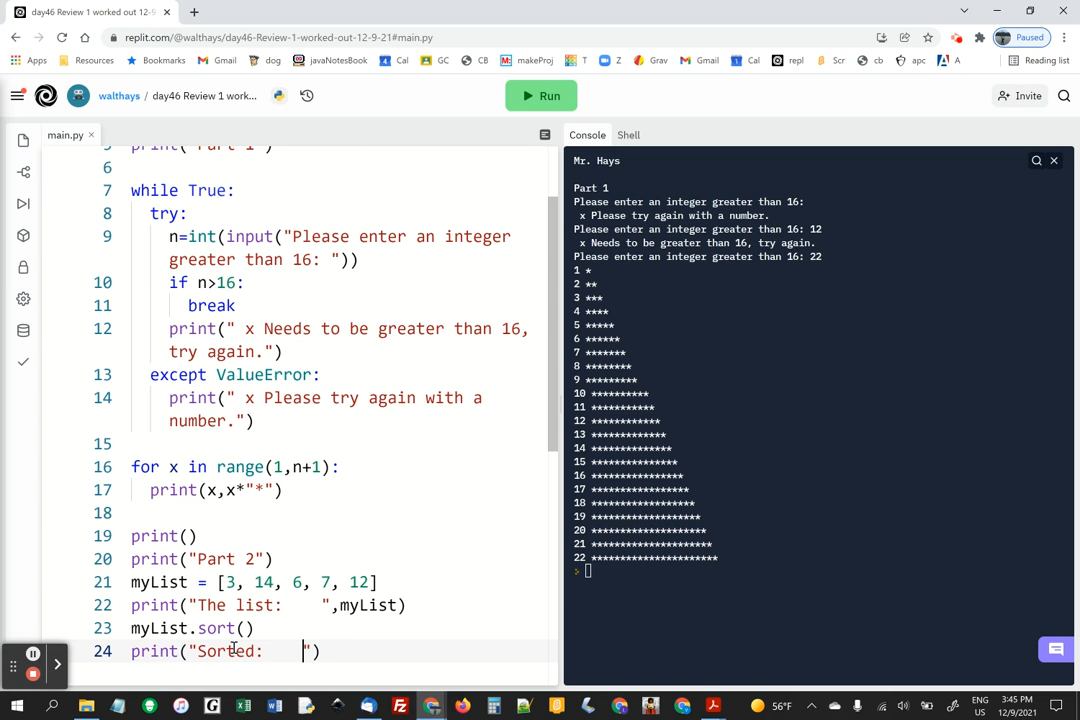 day46 Review 1 worked out 12-9
replit.com/@walthays/day46-Review-1-worked-out-12-9-21#main.py
Paused
Apps Resources Bookmarks Gmail dog javaNotebook Cal GC CB makeProj T Z Grav Gmail Cal repl Scr cb apc A Reading list
walthays / day46 Review 1 work...
Run
Invite
main.py
Console Shell
5 print("Part 1")
6
7 while True:
8 try:
9 n=int(input("Please enter an integer
greater than 16: "))
10 if n>16:
11 break
12 print(" x Needs to be greater than 16,
try again.")
13 except ValueError:
14 print(" x Please try again with a
number.")
15
16 for x in range(1,n+1):
17 print(x,x*"*")
18
19 print()
20 print("Part 2")
21 myList = [3, 14, 6, 7, 12]
22 print("The list:    ",myList)
23 myList.sort()
24 print("Sorted:    ")
Mr. Hays
Part 1
Please enter an integer greater than 16:
x Please try again with a number.
Please enter an integer greater than 16: 12
x Needs to be greater than 16, try again.
Please enter an integer greater than 16: 22
1 *
2 **
3 ***
4 ****
5 *****
6 ******
7 *******
8 ********
9 *********
10 **********
11 ***********
12 ************
13 *************
14 **************
15 ***************
16 ****************
17 *****************
18 ******************
19 *******************
20 ********************
21 *********************
22 **********************
>
56°F
ENG
US
3:45 PM
12/9/2021